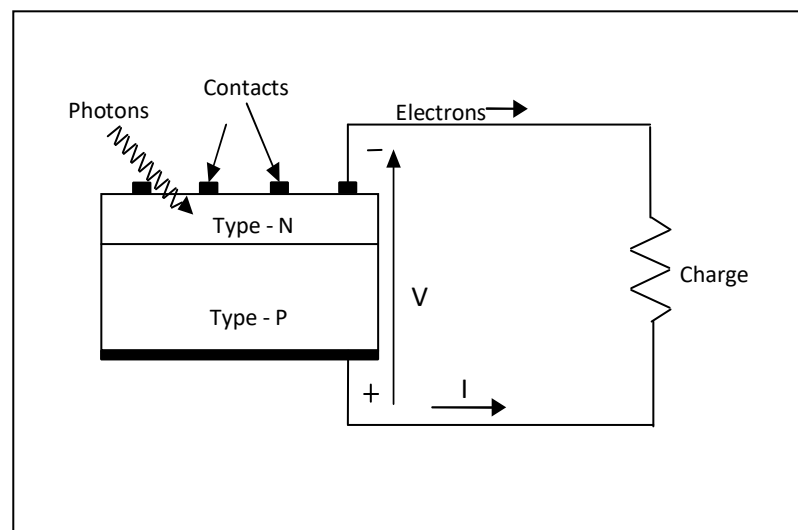 Contacts
Photons
Electrons
−
Type - N
Charge
V
Type - P
+
I